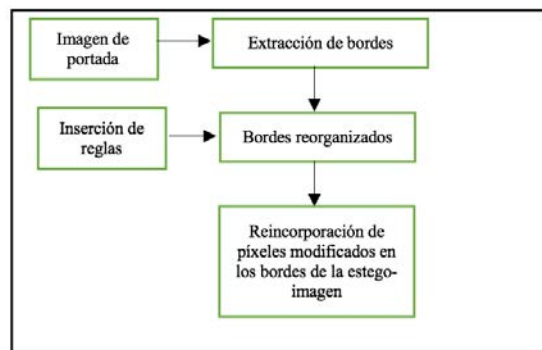 Imagen de
portada
Extracción de bordes
Inserción de
reglas
Bordes reorganizados
Reincorporación de
píxeles modificados en
los bordes de la estego-
imagen